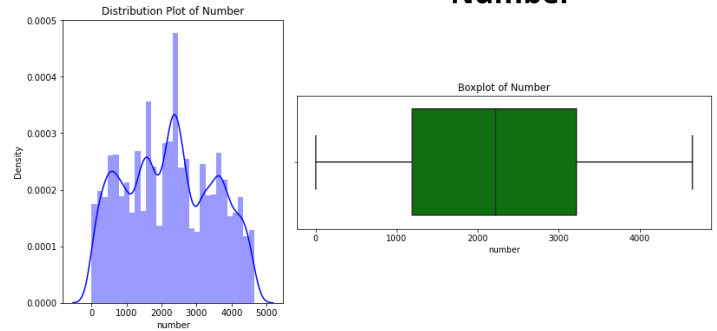 Number
Distribution Plot of Number
0.0005
0.0004
0.0003
0.0002
0.0001
0.0000
Density
0 1000 2000 3000 4000 5000
number
Boxplot of Number
0 1000 2000 3000 4000
number